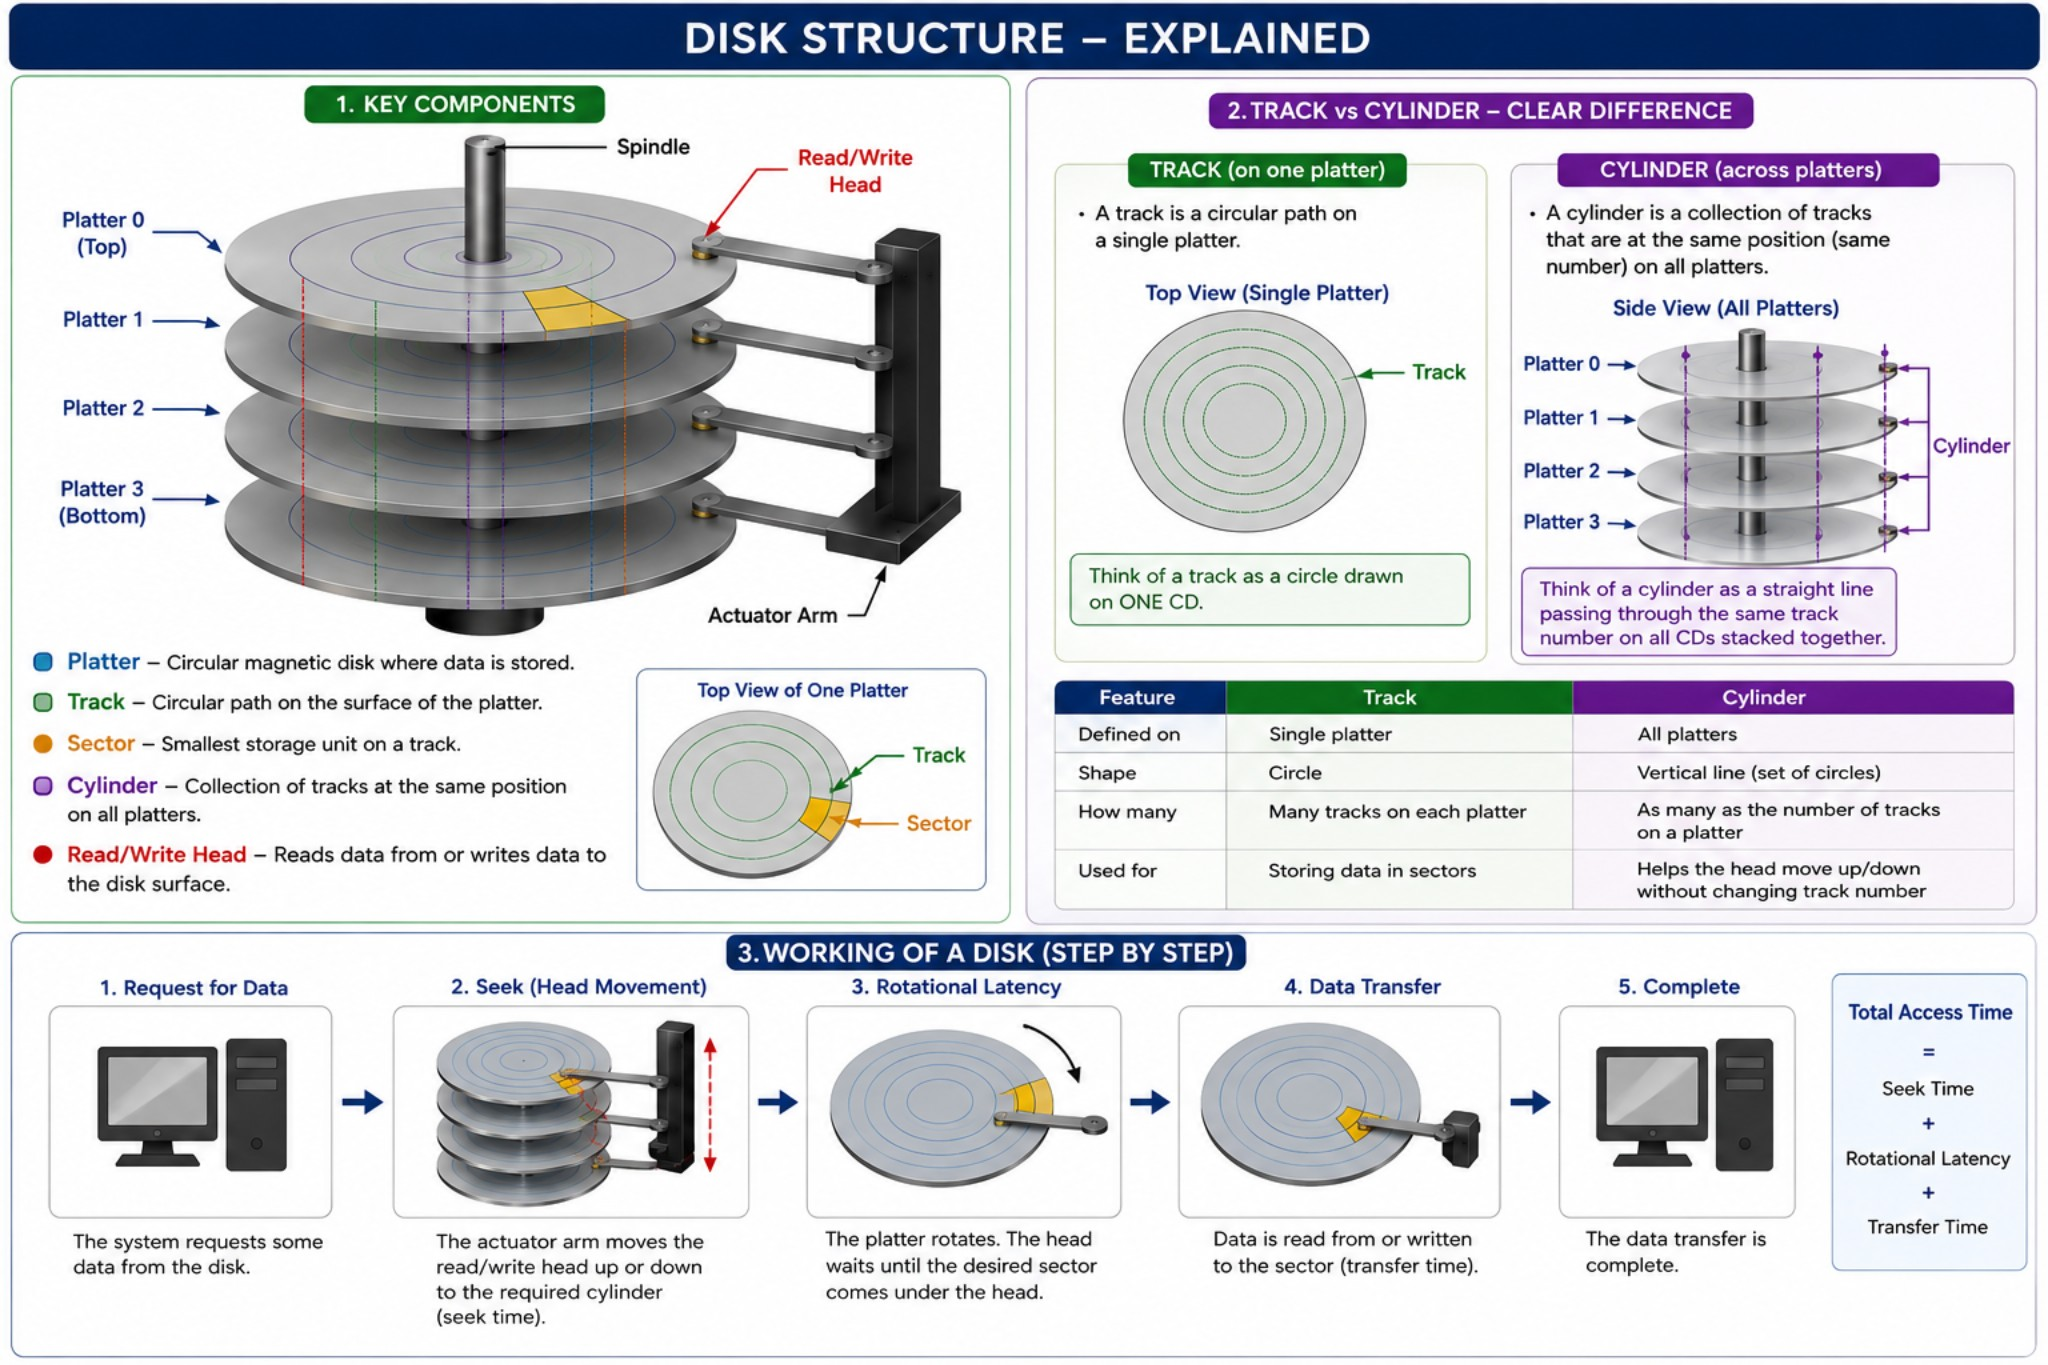 DISK STRUCTURE – EXPLAINED
1. KEY COMPONENTS
Spindle
Read/Write
Head
Platter 0
(Top)
Platter 1
Platter 2
Platter 3
(Bottom)
Actuator Arm
Platter – Circular magnetic disk where data is stored.
Track – Circular path on the surface of the platter.
Sector – Smallest storage unit on a track.
Cylinder – Collection of tracks at the same position
on all platters.
Read/Write Head – Reads data from or writes data to
the disk surface.
Top View of One Platter
Track
Sector
2. TRACK vs CYLINDER – CLEAR DIFFERENCE
TRACK (on one platter)
• A track is a circular path on
a single platter.
Top View (Single Platter)
Track
Think of a track as a circle drawn
on ONE CD.
CYLINDER (across platters)
• A cylinder is a collection of tracks
that are at the same position (same
number) on all platters.
Side View (All Platters)
Platter 0
Platter 1
Platter 2
Platter 3
Cylinder
Think of a cylinder as a straight line
passing through the same track
number on all CDs stacked together.
Feature Track Cylinder
Defined on Single platter All platters
Shape Circle Vertical line (set of circles)
How many Many tracks on each platter As many as the number of tracks
on a platter
Used for Storing data in sectors Helps the head move up/down
without changing track number
3. WORKING OF A DISK (STEP BY STEP)
1. Request for Data
The system requests some
data from the disk.
2. Seek (Head Movement)
The actuator arm moves the
read/write head up or down
to the required cylinder
(seek time).
3. Rotational Latency
The platter rotates. The head
waits until the desired sector
comes under the head.
4. Data Transfer
Data is read from or written
to the sector (transfer time).
5. Complete
The data transfer is
complete.
Total Access Time
=
Seek Time
+
Rotational Latency
+
Transfer Time